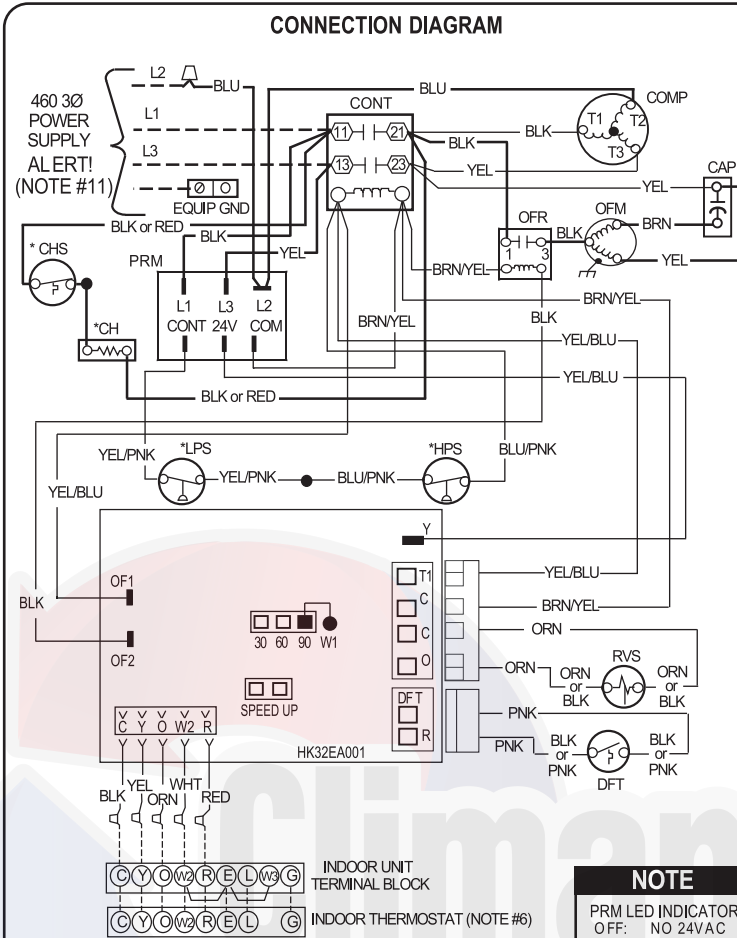 CONNECTION DIAGRAM
L2
BLU
BLU
460 3Ø
POWER
SUPPLY
ALERT!
(NOTE #11)
L1
L3
EQUIP GND
CONT
11
21
13
23
BLK
BLK
YEL
COMP
T1
T2
T3
CAP
YEL
OFM
BRN
YEL
OFR
1
3
BLK
BLK or RED
BLK
YEL
* CHS
PRM
L1
L3
L2
CONT
24V
COM
BRN/YEL
BRN/YEL
BLK
BRN/YEL
*CH
YEL/BLU
YEL/BLU
BLK or RED
YEL/PNK
*LPS
YEL/PNK
BLU/PNK
*HPS
BLU/PNK
YEL/BLU
Y
OF1
BLK
OF2
T1
C
C
O
YEL/BLU
BRN/YEL
ORN
ORN
ORN
or
BLK
RVS
ORN
or
BLK
30 60 90 W1
SPEED UP
DFT
R
PNK
PNK
BLK
or
PNK
BLK
or
PNK
DFT
C Y O W2 R
HK32EA001
BLK
YEL
ORN
WHT
RED
C Y O W2 R E L W3 G
INDOOR UNIT
TERMINAL BLOCK
C Y O W2 R E L G
INDOOR THERMOSTAT (NOTE #6)
NOTE
PRM LED INDICATOR
OFF: NO 24VAC
Climan